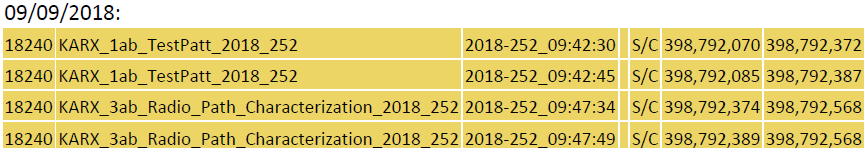 09/09/2018:
18240 KARX_1ab_TestPatt_2018_252 2018-252_09:42:30 S/C 398,792,070 398,792,372
18240 KARX_1ab_TestPatt_2018_252 2018-252_09:42:45 S/C 398,792,085 398,792,387
18240 KARX_3ab_Radio_Path_Characterization_2018_252 2018-252_09:47:34 S/C 398,792,374 398,792,568
18240 KARX_3ab_Radio_Path_Characterization_2018_252 2018-252_09:47:49 S/C 398,792,389 398,792,568